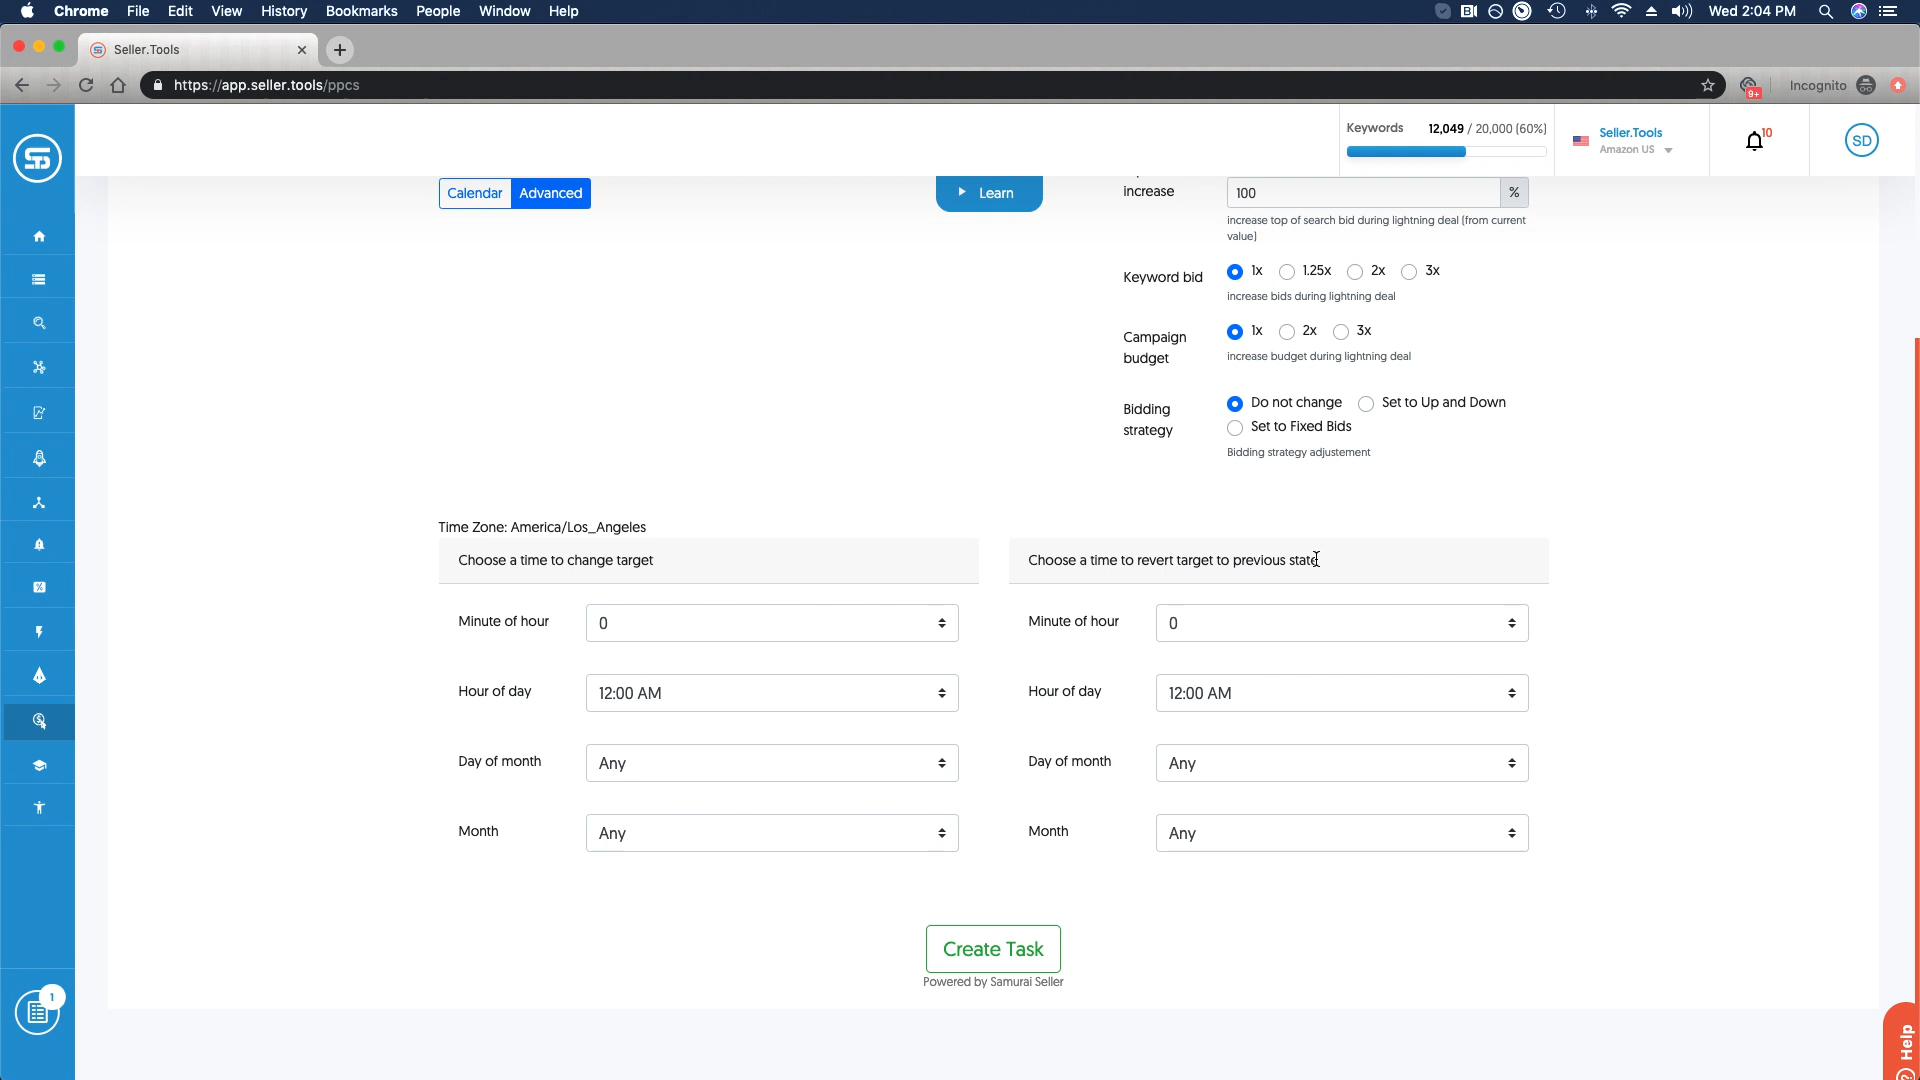 Chrome File Edit View History Bookmarks People Window Help Wed 2:04 PM
Seller.Tools
https://app.seller.tools/ppcs 9+ Incognito
Keywords 12,049 / 20,000 (60%)
Seller.Tools
Amazon US
10
SD
Calendar Advanced
Learn
increase 100 %
increase top of search bid during lightning deal (from current
value)
Keyword bid 1x 1.25x 2x 3x
increase bids during lightning deal
Campaign
budget
1x 2x 3x
increase budget during lightning deal
Bidding
strategy
Do not change Set to Up and Down
Set to Fixed Bids
Bidding strategy adjustement
Time Zone: America/Los_Angeles
Choose a time to change target
Choose a time to revert target to previous state
Minute of hour 0
Minute of hour 0
Hour of day 12:00 AM
Hour of day 12:00 AM
Day of month Any
Day of month Any
Month Any
Month Any
Create Task
Powered by Samurai Seller
1
Help